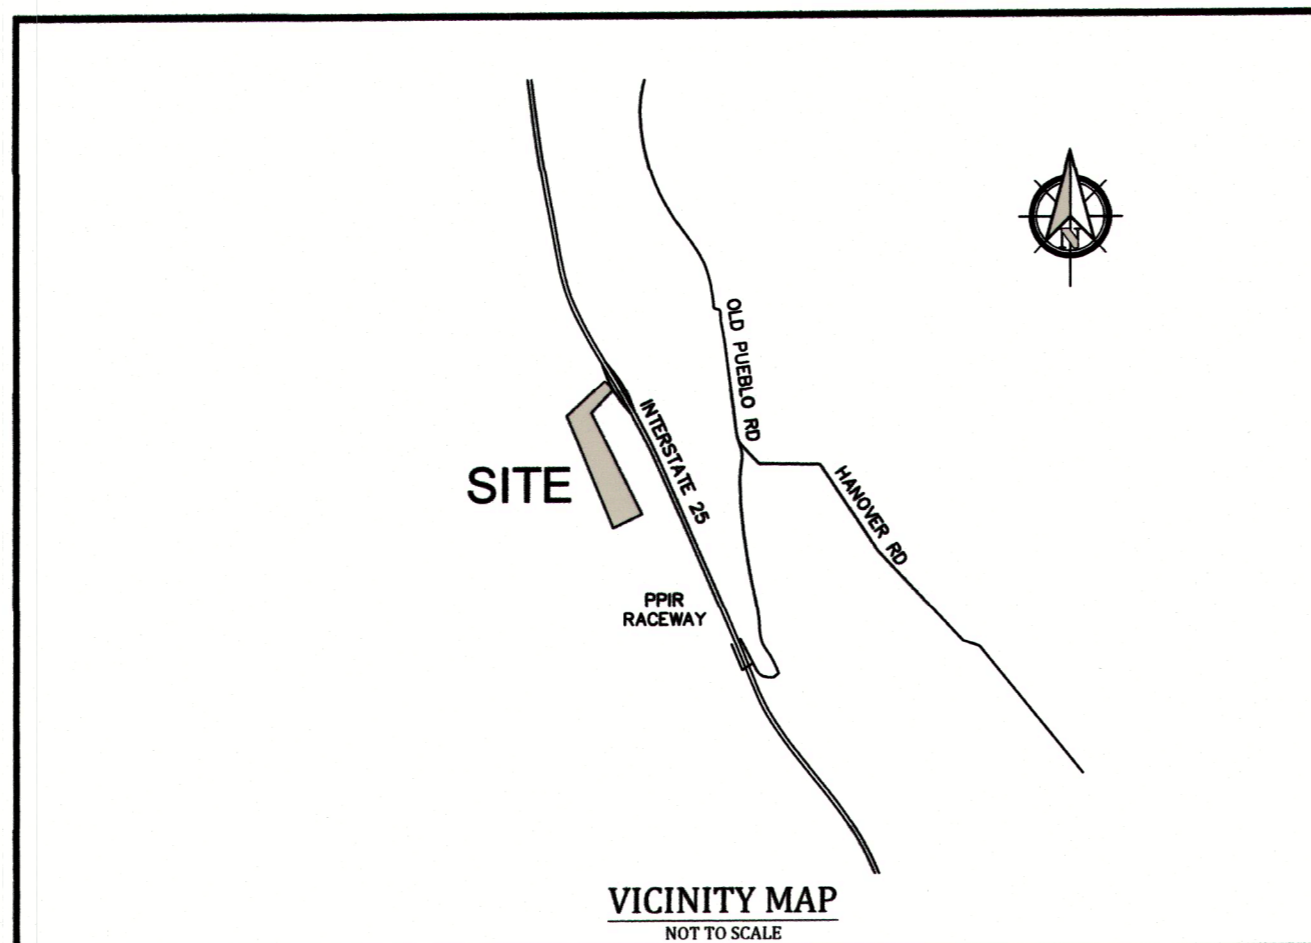 N
OLD PUEBLO RD
INTERSTATE 25
SITE
HANOVER RD
PPIR
RACEWAY
VICINITY MAP
NOT TO SCALE